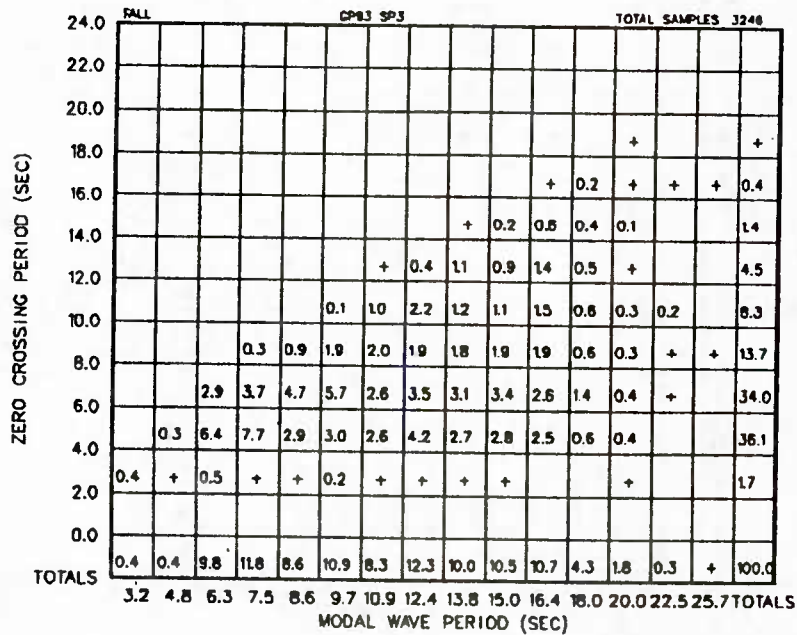 FALL GP83 SP3 TOTAL SAMPLES 3246
24.0
22.0
20.0
18.0
+ +
16.0
+ 0.2 + + + 0.4
14.0
+ 0.2 0.6 0.4 0.1 1.4
12.0
+ 0.4 1.1 0.9 1.4 0.5 + 4.5
10.0
0.1 1.0 2.2 1.2 1.1 1.5 0.6 0.3 0.2 8.3
8.0
0.3 0.9 1.9 2.0 1.9 1.8 1.9 1.9 0.6 0.3 + + 13.7
6.0
2.9 3.7 4.7 5.7 2.6 3.5 3.1 3.4 2.6 1.4 0.4 + 34.0
4.0
0.3 6.4 7.7 2.9 3.0 2.6 4.2 2.7 2.8 2.5 0.6 0.4 36.1
2.0
0.4 + 0.5 + + 0.2 + + + + + 1.7
0.0
TOTALS 0.4 0.4 9.8 11.8 8.6 10.9 8.3 12.3 10.0 10.5 10.7 4.3 1.8 0.3 + 100.0
3.2 4.8 6.3 7.5 8.6 9.7 10.9 12.4 13.8 15.0 16.4 18.0 20.0 22.5 25.7 TOTALS
MODAL WAVE PERIOD (SEC)
ZERO CROSSING PERIOD (SEC)